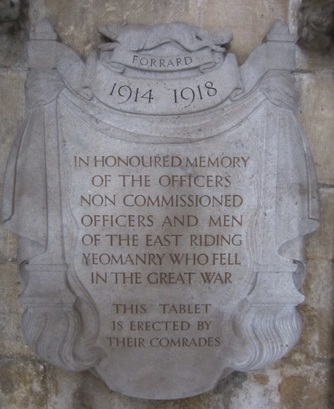 FORRARD
1914 1918
IN HONOURED MEMORY
OF THE OFFICERS
NON COMMISSIONED
OFFICERS AND MEN
OF THE EAST RIDING
YEOMANRY WHO FELL
IN THE GREAT WAR
THIS TABLET
IS ERECTED BY
THEIR COMRADES